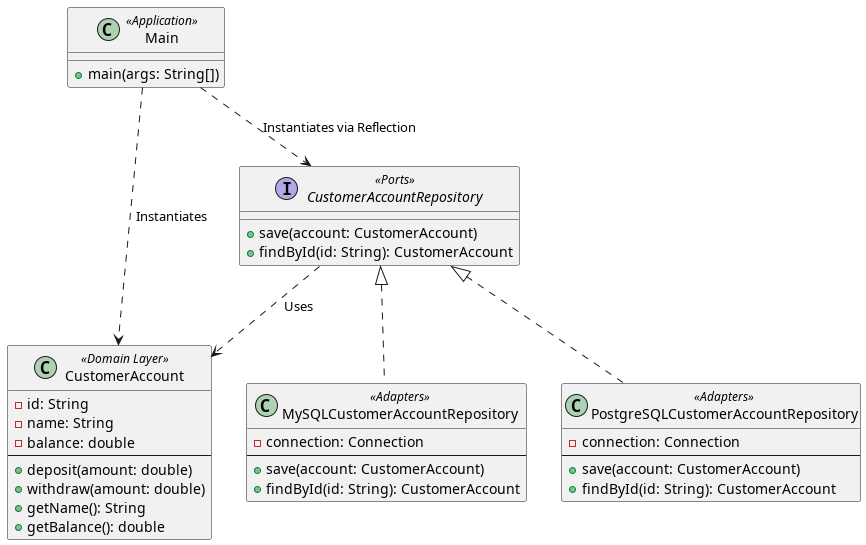 C
«Application»
Main
main(args: String[])
Instantiates via Reflection
I
«Ports»
CustomerAccountRepository
save(account: CustomerAccount)
findById(id: String): CustomerAccount
Instantiates
Uses
C
«Domain Layer»
CustomerAccount
id: String
name: String
balance: double
deposit(amount: double)
withdraw(amount: double)
getName(): String
getBalance(): double
C
«Adapters»
MySQLCustomerAccountRepository
connection: Connection
save(account: CustomerAccount)
findById(id: String): CustomerAccount
C
«Adapters»
PostgreSQLCustomerAccountRepository
connection: Connection
save(account: CustomerAccount)
findById(id: String): CustomerAccount